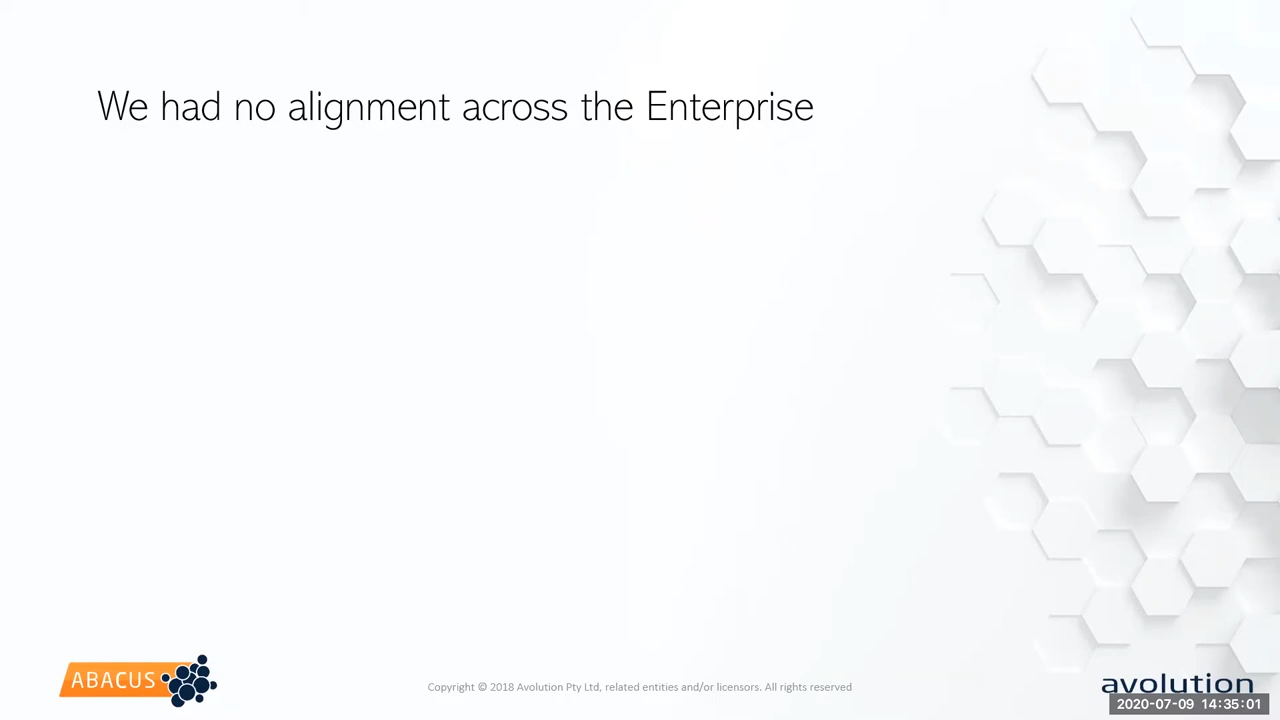 We had no alignment across the Enterprise
ABACUS
Copyright © 2018 Avolution Pty Ltd, related entities and/or licensors. All rights reserved
avolution
2020-07-09 14:35:01